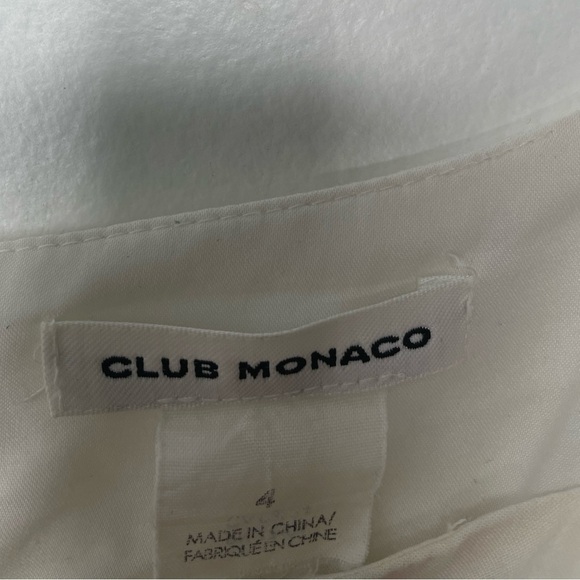 CLUB MONACO
4
MADE IN CHINA/
FABRIQUÉ EN CHINE